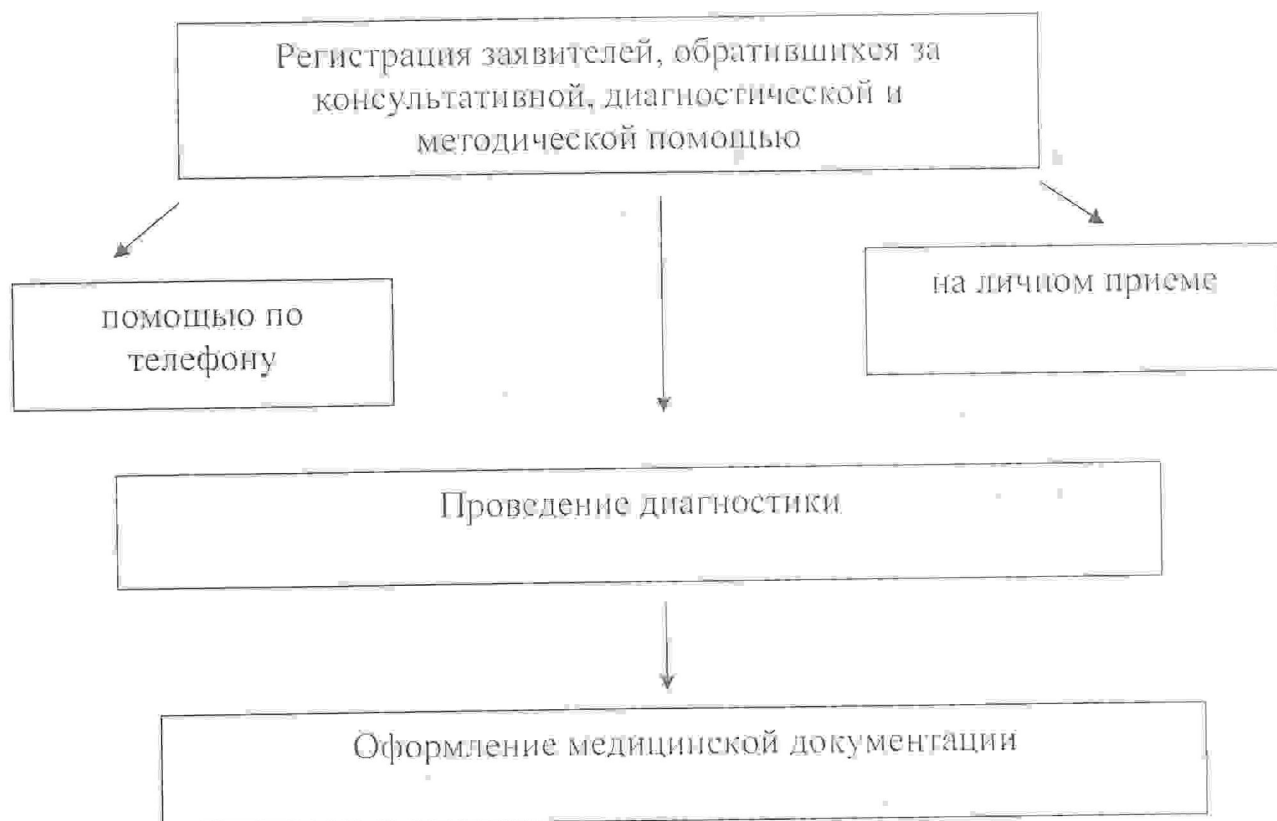 Регистрация заявителей, обратившихся за
консультативной, диагностической и
методической помощью
помощью по
телефону
на личном приеме
Проведение диагностики
Оформление медицинской документации